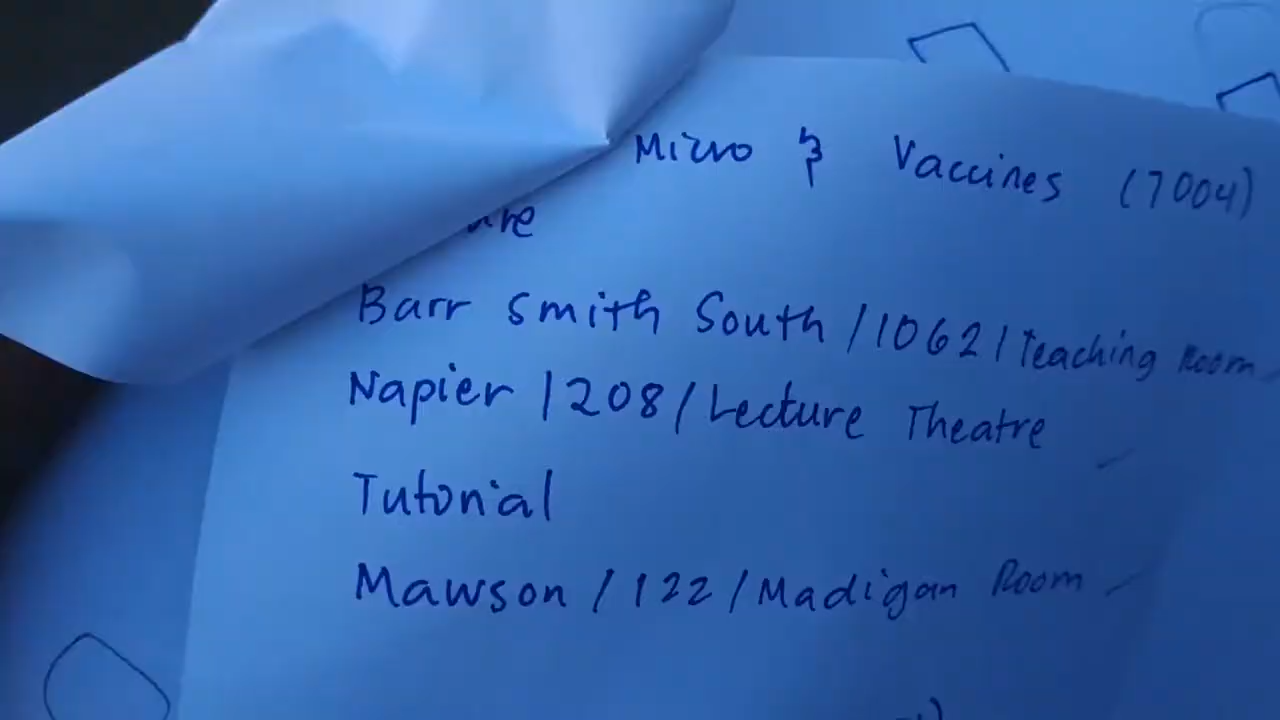 Micro & Vaccines (7004)
Barr Smith South / 1062 / Teaching Room
Napier / 208 / Lecture Theatre
Tutorial
Mawson / 122 / Madigan Room